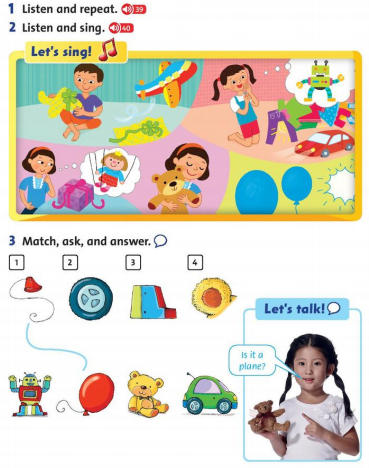 1 Listen and repeat. 39
2 Listen and sing. 40
Let's sing!
3 Match, ask, and answer.
1 2 3 4
Let's talk!
Is it a
plane?